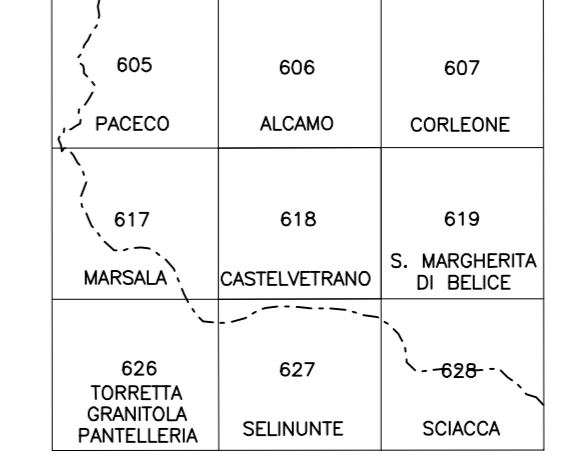 605
PACECO
606
ALCAMO
607
CORLEONE
617
MARSALA
618
CASTELVETRANO
619
S. MARGHERITA
DI BELICE
626
TORRETTA
GRANITOLA
PANTELLERIA
627
SELINUNTE
628
SCIACCA